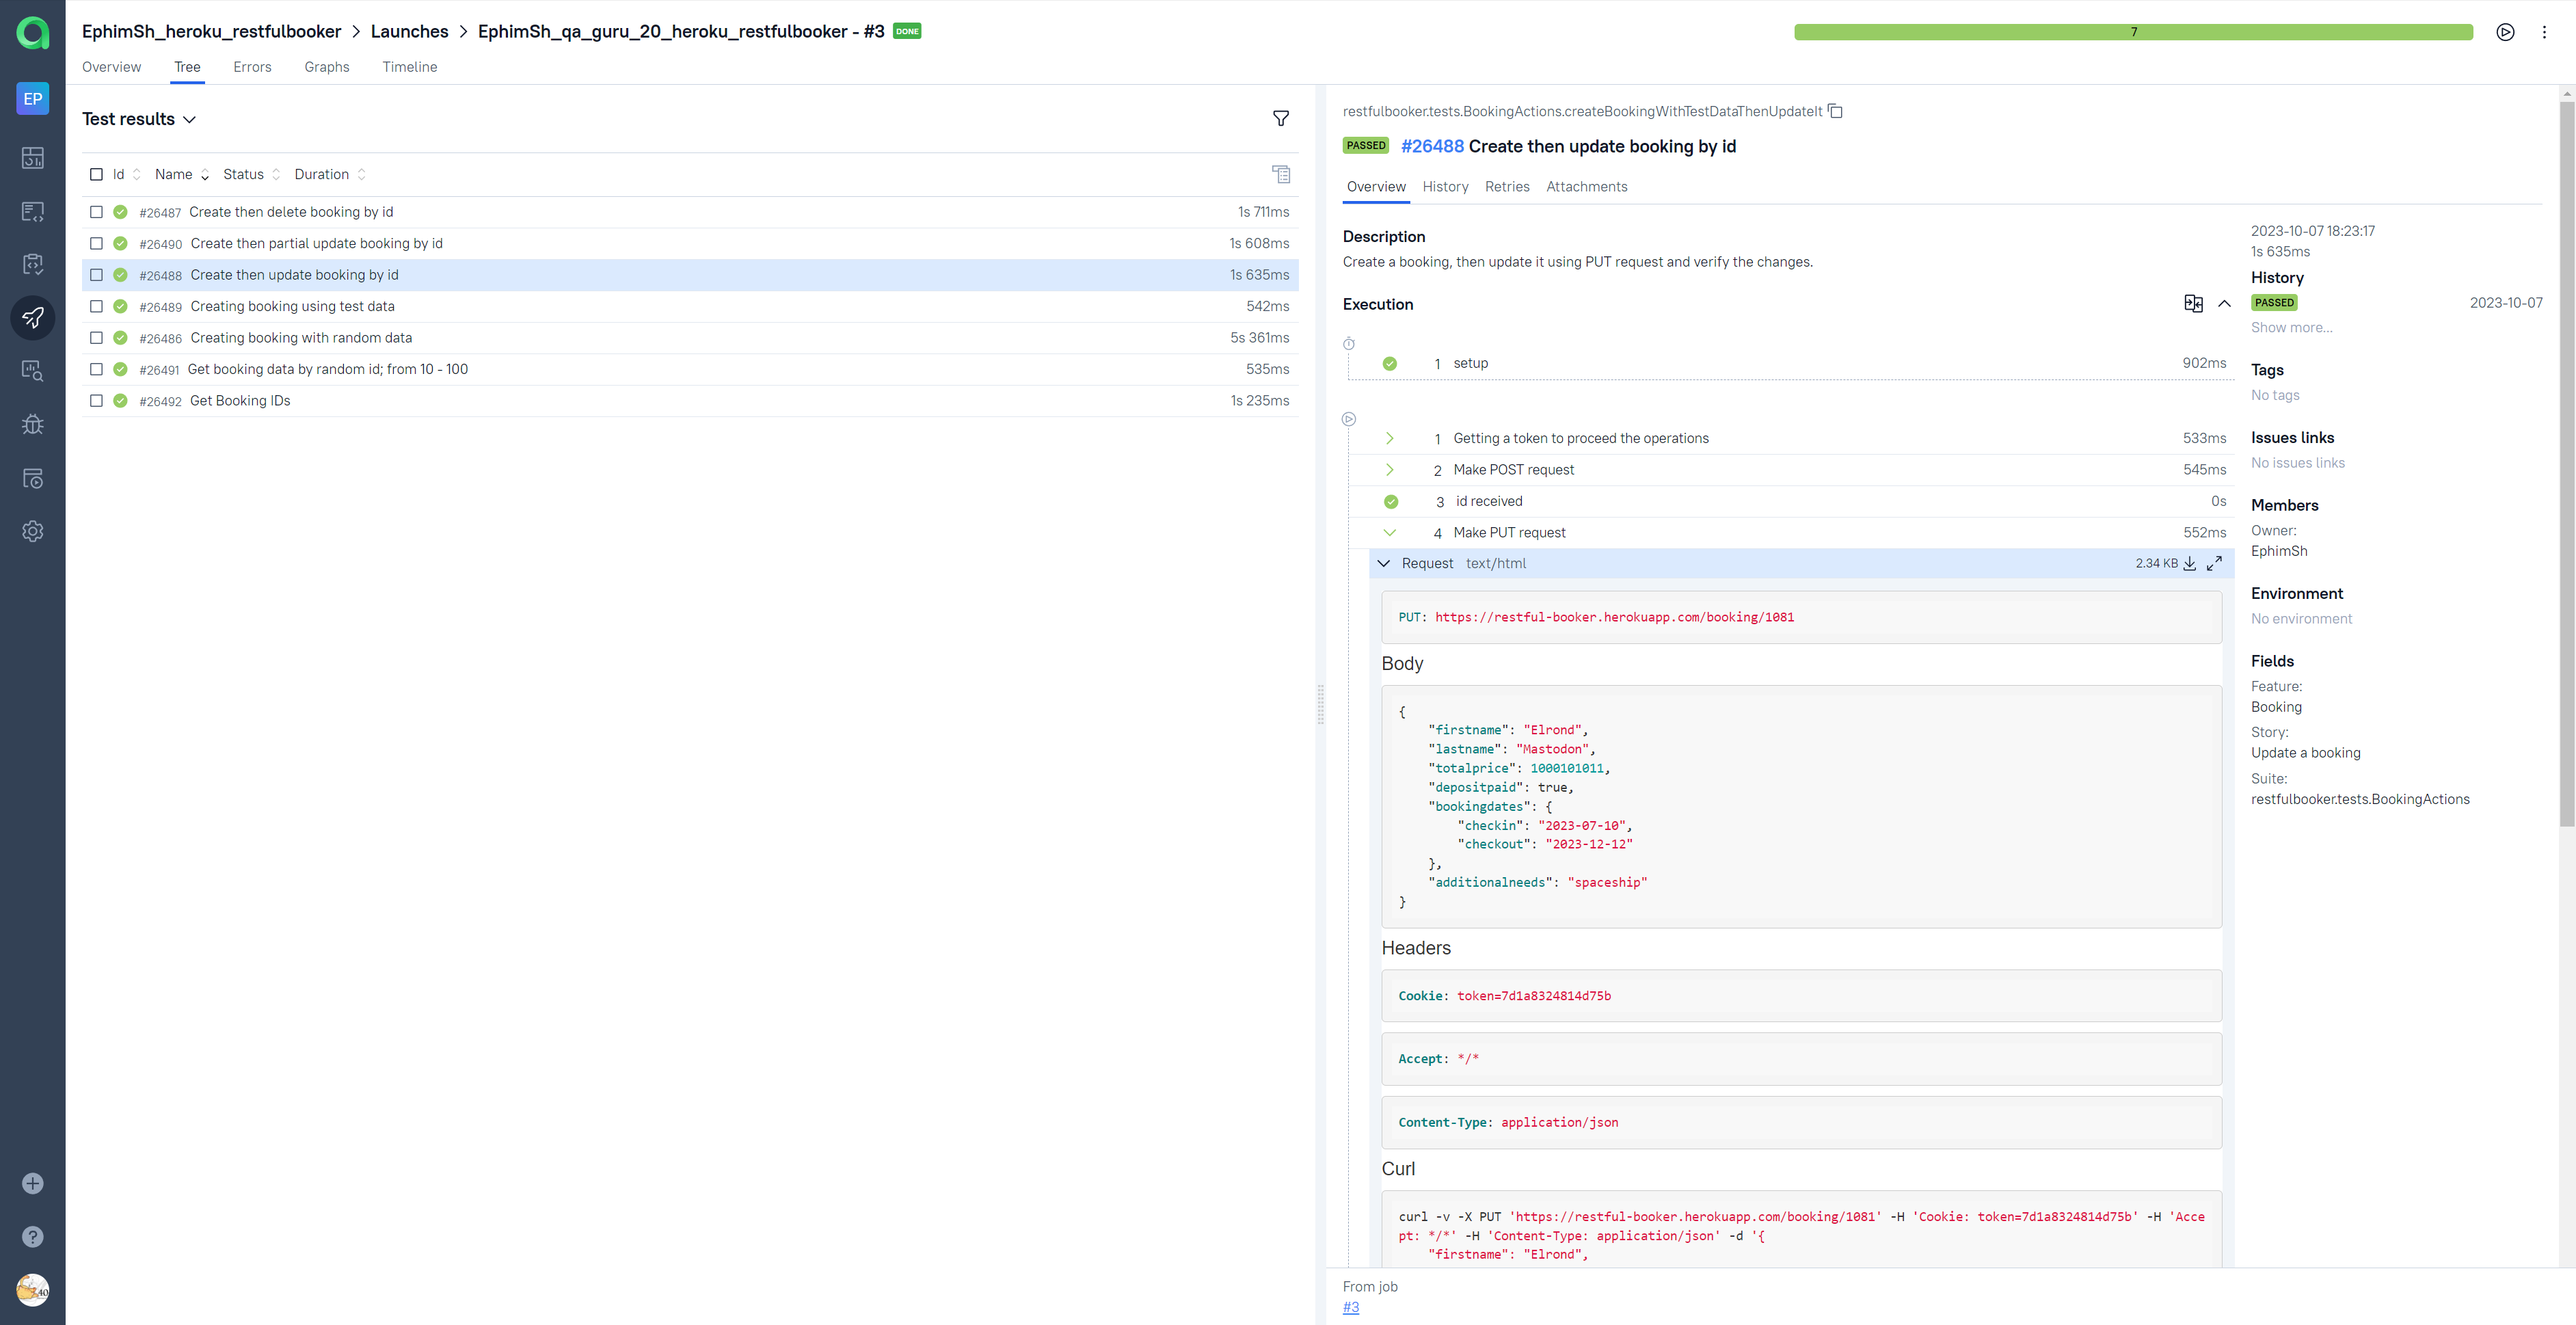 EphimSh_heroku_restfulbooker > Launches > EphimSh_qa_guru_20_heroku_restfulbooker - #3 DONE
7
Overview Tree Errors Graphs Timeline
EP
Test results
Id Name Status Duration
#26487 Create then delete booking by id 1s 711ms
#26490 Create then partial update booking by id 1s 608ms
#26488 Create then update booking by id 1s 635ms
#26489 Creating booking using test data 542ms
#26486 Creating booking with random data 5s 361ms
#26491 Get booking data by random id; from 10 - 100 535ms
#26492 Get Booking IDs 1s 235ms
restfulbooker.tests.BookingActions.createBookingWithTestDataThenUpdateIt
PASSED #26488 Create then update booking by id
Overview History Retries Attachments
Description
Create a booking, then update it using PUT request and verify the changes.
Execution
1 setup 902ms
1 Getting a token to proceed the operations 533ms
2 Make POST request 545ms
3 id received 0s
4 Make PUT request 552ms
Request text/html 2.34 KB
PUT: https://restful-booker.herokuapp.com/booking/1081
Body
{
"firstname": "Elrond",
"lastname": "Mastodon",
"totalprice": 1000101011,
"depositpaid": true,
"bookingdates": {
"checkin": "2023-07-10",
"checkout": "2023-12-12"
},
"additionalneeds": "spaceship"
}
Headers
Cookie: token=7d1a8324814d75b
Accept: */*
Content-Type: application/json
Curl
curl -v -X PUT 'https://restful-booker.herokuapp.com/booking/1081' -H 'Cookie: token=7d1a8324814d75b' -H 'Acce
pt: */*' -H 'Content-Type: application/json' -d '{
"firstname": "Elrond",
From job
#3
2023-10-07 18:23:17
1s 635ms
History
PASSED 2023-10-07
Show more...
Tags
No tags
Issues links
No issues links
Members
Owner:
EphimSh
Environment
No environment
Fields
Feature:
Booking
Story:
Update a booking
Suite:
restfulbooker.tests.BookingActions